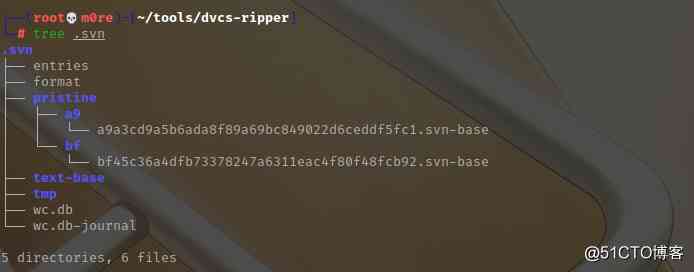 ┌──(root💀m0re)-[~/tools/dvcs-ripper]
└─# tree .svn
.svn
├── entries
├── format
├── pristine
│   ├── a9
│   │   └── a9a3cd9a5b6ada8f89a69bc849022d6ceddf5fc1.svn-base
│   └── bf
│       └── bf45c36a4dfb73378247a6311eac4f80f48fcb92.svn-base
├── text-base
├── tmp
├── wc.db
└── wc.db-journal
5 directories, 6 files
@51CTO博客